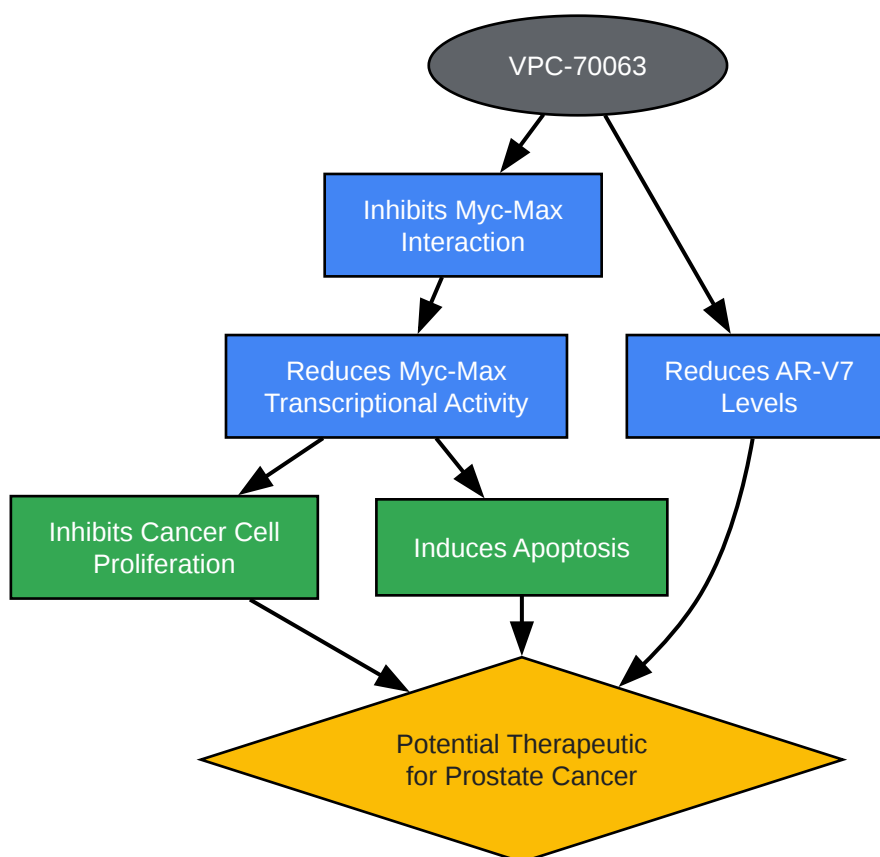 VPC-70063
Inhibits Myc-Max
Interaction
Reduces Myc-Max
Transcriptional Activity
Reduces AR-V7
Levels
Inhibits Cancer Cell
Proliferation
Induces Apoptosis
Potential Therapeutic
for Prostate Cancer